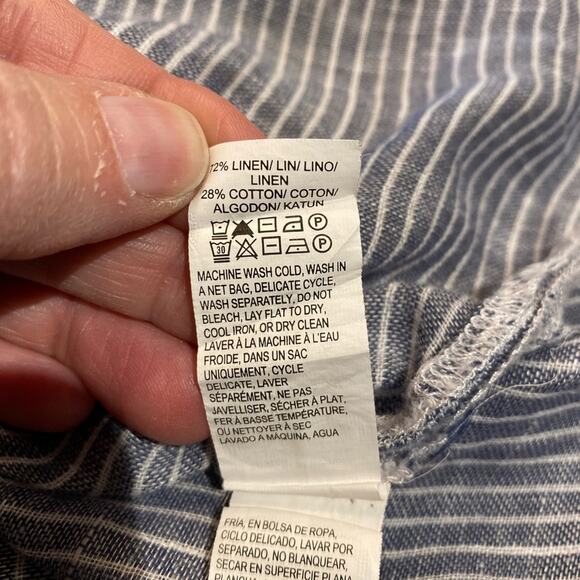 72% LINEN/ LIN/ LINO/
LINEN
28% COTTON/ COTON/
ALGODON/ KATUN
P
30 P
MACHINE WASH COLD, WASH IN
A NET BAG, DELICATE CYCLE,
WASH SEPARATELY, DO NOT
BLEACH, LAY FLAT TO DRY,
COOL IRON, OR DRY CLEAN
LAVER À LA MACHINE À L'EAU
FROIDE, DANS UN SAC
UNIQUEMENT, CYCLE
DELICATE, LAVER
SÉPARÉMENT, NE PAS
JAVELLISER, SÉCHER À PLAT,
FER À BASSE TEMPÉRATURE,
OU NETTOYER À SEC
LAVADO A MÁQUINA, AGUA
FRÍA, EN BOLSA DE ROPA,
CICLO DELICADO, LAVAR POR
SEPARADO, NO BLANQUEAR,
SECAR EN SUPERFICIE PLANA